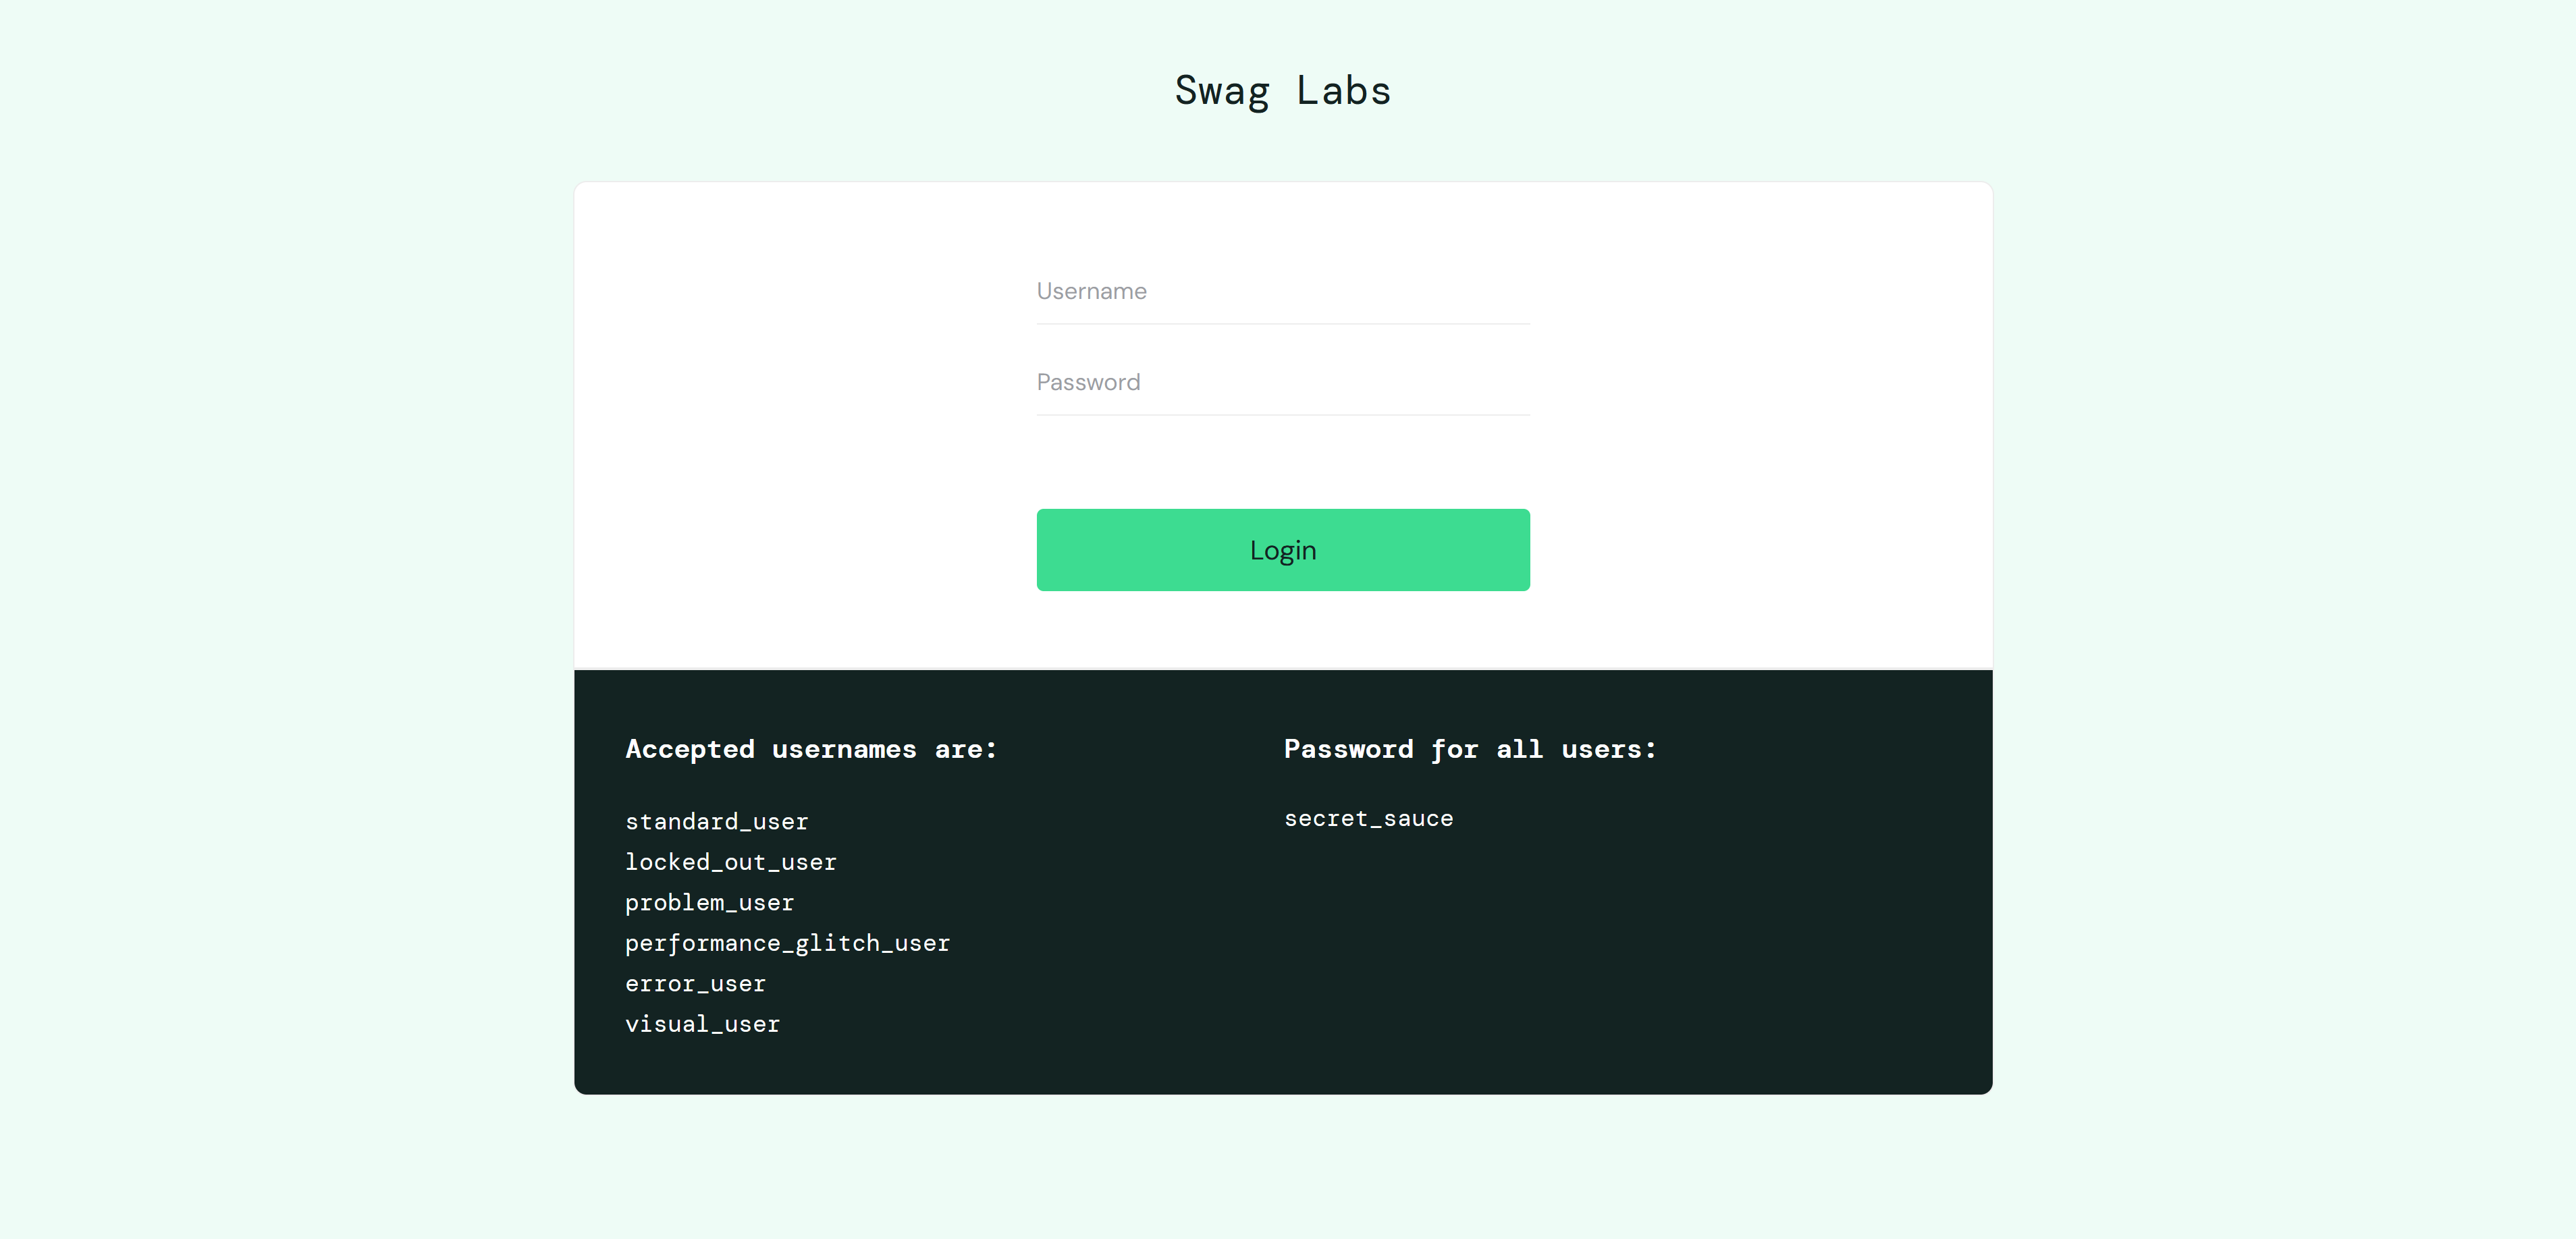 Swag Labs
Username
Password
Login
Accepted usernames are:
standard_user
locked_out_user
problem_user
performance_glitch_user
error_user
visual_user
Password for all users:
secret_sauce